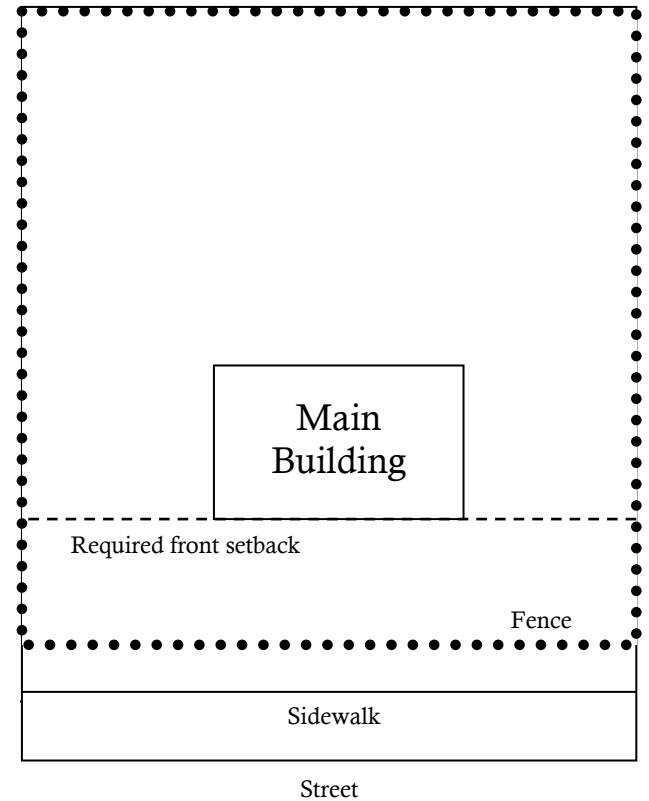 Main
Building
Required front setback
Fence
Sidewalk
Street